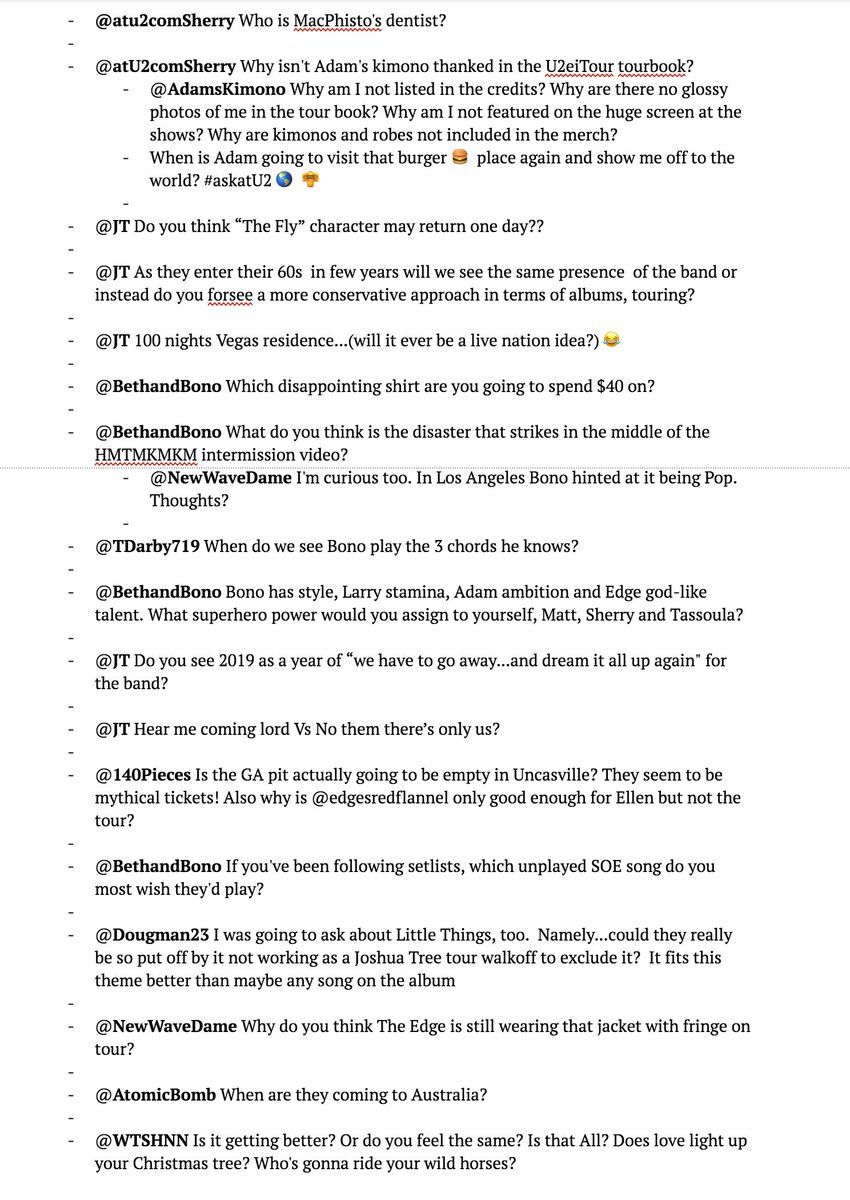 - @atu2comSherry Who is MacPhisto's dentist?
-
- @atU2comSherry Why isn't Adam's kimono thanked in the U2eiTour tourbook?
- @AdamsKimono Why am I not listed in the credits? Why are there no glossy
photos of me in the tour book? Why am I not featured on the huge screen at the
shows? Why are kimonos and robes not included in the merch?
- When is Adam going to visit that burger 🍔 place again and show me off to the
world? #askatU2 🌎 👘
-
- @JT Do you think “The Fly” character may return one day??
-
- @JT As they enter their 60s  in few years will we see the same presence  of the band or
instead do you forsee a more conservative approach in terms of albums, touring?
-
- @JT 100 nights Vegas residence...(will it ever be a live nation idea?) 😂
-
- @BethandBono Which disappointing shirt are you going to spend $40 on?
-
- @BethandBono What do you think is the disaster that strikes in the middle of the
HMTMKMKM intermission video?
- @NewWaveDame I'm curious too. In Los Angeles Bono hinted at it being Pop.
Thoughts?
-
- @TDarby719 When do we see Bono play the 3 chords he knows?
-
- @BethandBono Bono has style, Larry stamina, Adam ambition and Edge god-like
talent. What superhero power would you assign to yourself, Matt, Sherry and Tassoula?
-
- @JT Do you see 2019 as a year of “we have to go away...and dream it all up again" for
the band?
-
- @JT Hear me coming lord Vs No them there’s only us?
-
- @140Pieces Is the GA pit actually going to be empty in Uncasville? They seem to be
mythical tickets! Also why is @edgesredflannel only good enough for Ellen but not the
tour?
-
- @BethandBono If you've been following setlists, which unplayed SOE song do you
most wish they'd play?
-
- @Dougman23 I was going to ask about Little Things, too.  Namely...could they really
be so put off by it not working as a Joshua Tree tour walkoff to exclude it?  It fits this
theme better than maybe any song on the album
-
- @NewWaveDame Why do you think The Edge is still wearing that jacket with fringe on
tour?
-
- @AtomicBomb When are they coming to Australia?
-
- @WTSHNN Is it getting better? Or do you feel the same? Is that All? Does love light up
your Christmas tree? Who's gonna ride your wild horses?